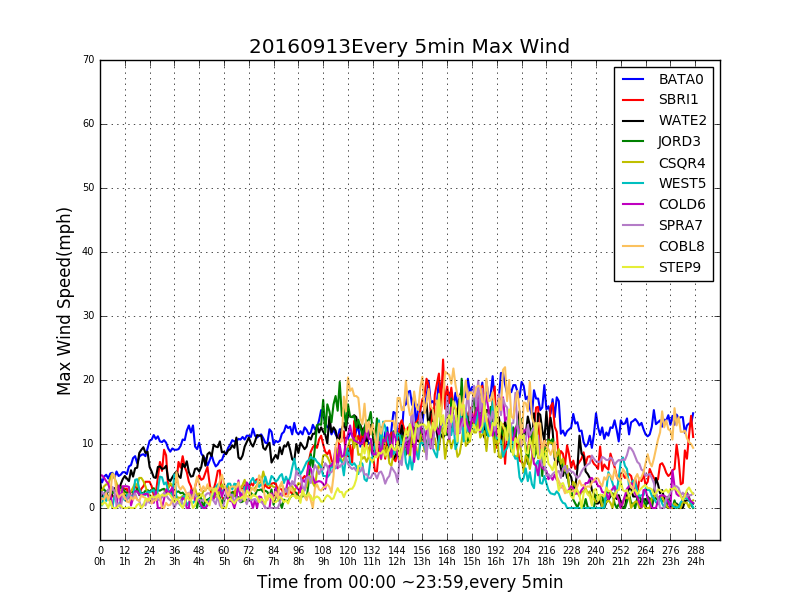 20160913Every 5min Max Wind
70
60
50
40
30
20
10
0
Max Wind Speed(mph)
BATA0
SBRI1
WATE2
JORD3
CSQR4
WEST5
COLD6
SPRA7
COBL8
STEP9
0 12 24 36 48 60 72 84 96 108 120 132 144 156 168 180 192 204 216 228 240 252 264 276 288
0h 1h 2h 3h 4h 5h 6h 7h 8h 9h 10h 11h 12h 13h 14h 15h 16h 17h 18h 19h 20h 21h 22h 23h 24h
Time from 00:00 ~23:59,every 5min